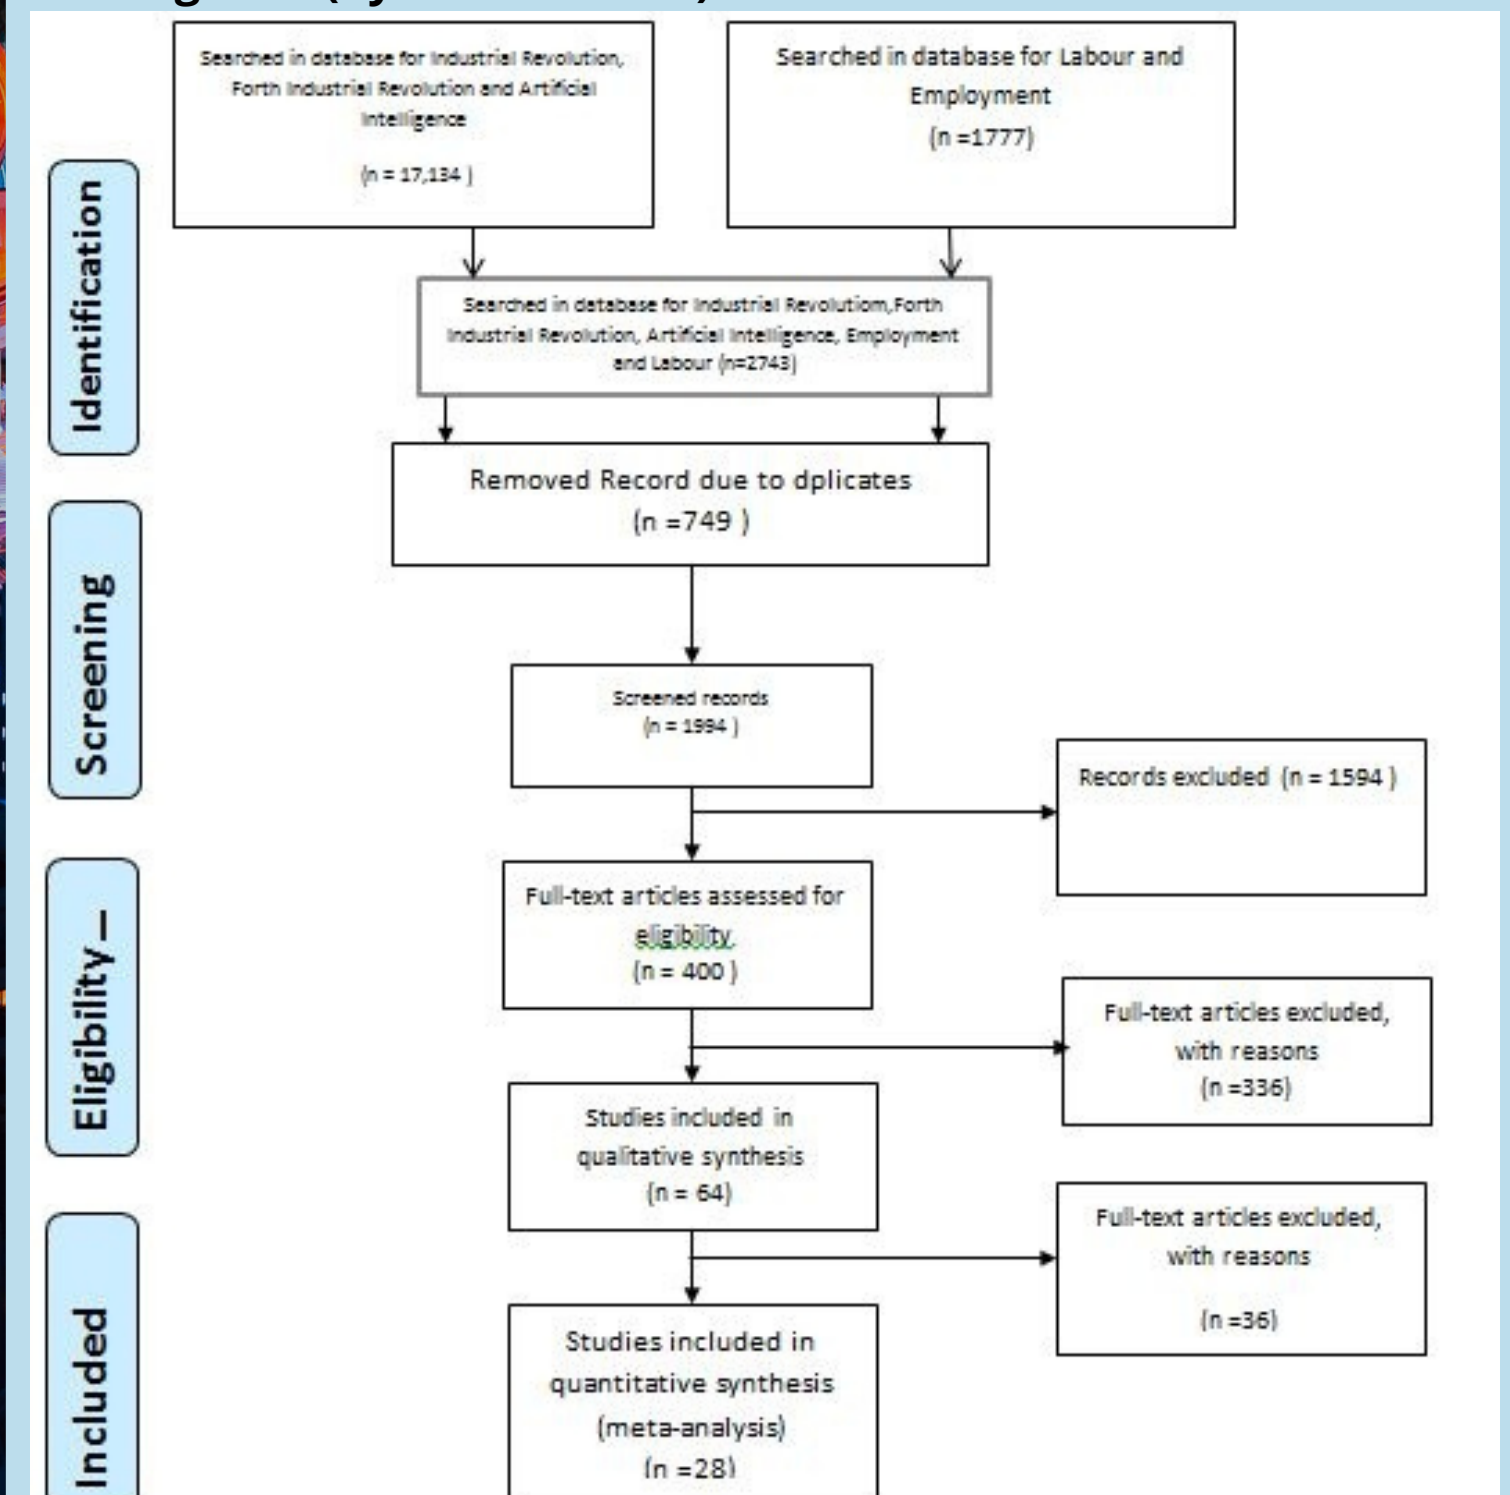 Searched in database for Industrial Revolution,
Forth Industrial Revolution and Artificial
Intelligence
(n = 17,134 )
Searched in database for Labour and
Employment
(n =1777)
Identification
Searched in database for Industrial Revolutiom,Forth
Industrial Revolution, Artificial Intelligence, Employment
and Labour (n=2743)
Removed Record due to dplicates
(n =749 )
Screening
Screened records
(n = 1994 )
Records excluded (n = 1594 )
Eligibility –
Full-text articles assessed for
eligibility.
(n = 400 )
Full-text articles excluded,
with reasons
(n =336)
Studies included in
qualitative synthesis
(n = 64)
Full-text articles excluded,
with reasons
(n =36)
Included
Studies included in
quantitative synthesis
(meta-analysis)
(n =28)